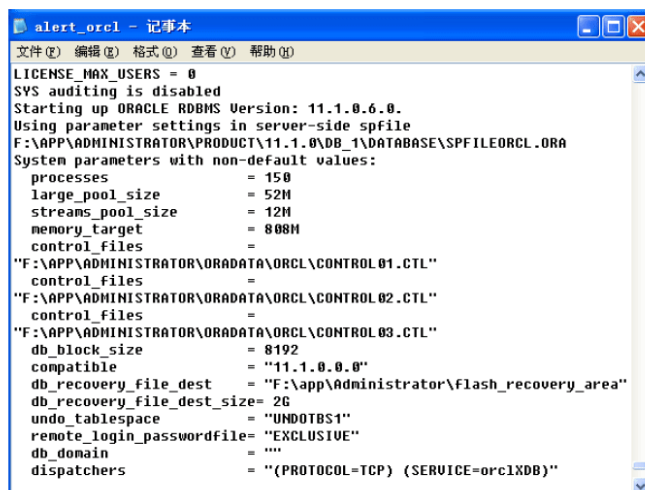 alert_orcl - 记事本
文件(F) 编辑(E) 格式(O) 查看(V) 帮助(H)
LICENSE_MAX_USERS = 0
SYS auditing is disabled
Starting up ORACLE RDBMS Version: 11.1.0.6.0.
Using parameter settings in server-side spfile
F:\APP\ADMINISTRATOR\PRODUCT\11.1.0\DB_1\DATABASE\SPFILEORCL.ORA
System parameters with non-default values:
  processes                = 150
  large_pool_size          = 52M
  streams_pool_size        = 12M
  memory_target            = 808M
  control_files            =
"F:\APP\ADMINISTRATOR\ORADATA\ORCL\CONTROL01.CTL"
  control_files            =
"F:\APP\ADMINISTRATOR\ORADATA\ORCL\CONTROL02.CTL"
  control_files            =
"F:\APP\ADMINISTRATOR\ORADATA\ORCL\CONTROL03.CTL"
  db_block_size            = 8192
  compatible               = "11.1.0.0.0"
  db_recovery_file_dest    = "F:\app\Administrator\flash_recovery_area"
  db_recovery_file_dest_size= 2G
  undo_tablespace          = "UNDOTBS1"
  remote_login_passwordfile= "EXCLUSIVE"
  db_domain                = ""
  dispatchers              = "(PROTOCOL=TCP) (SERVICE=orclXDB)"